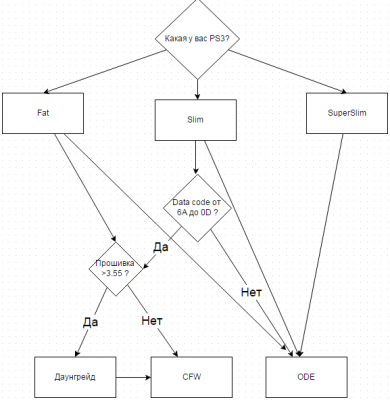 Какая у вас PS3?
Fat
Slim
SuperSlim
Data code от
6A до 0D ?
Да
Прошивка
>3.55 ?
Нет
Да
Нет
Даунгрейд
CFW
ODE